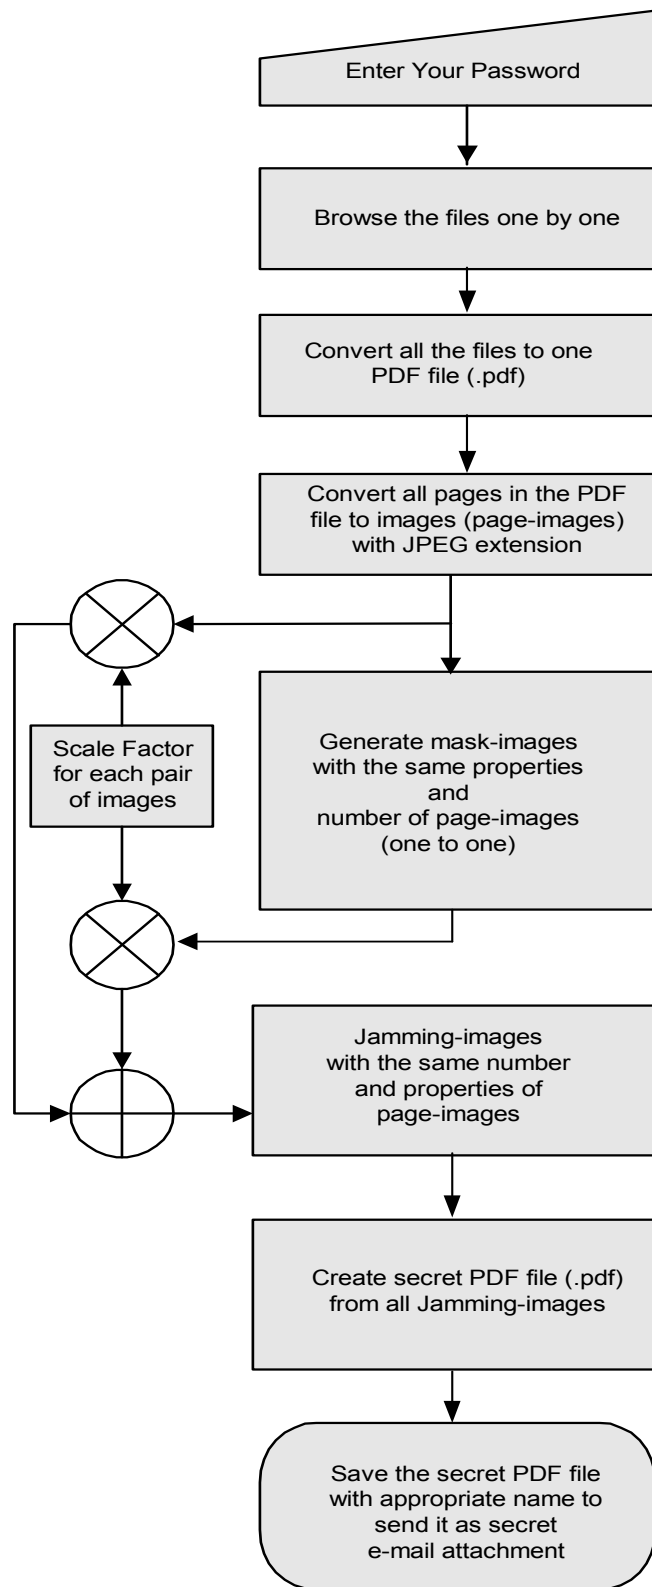 Enter Your Password
Browse the files one by one
Convert all the files to one
PDF file (.pdf)
Convert all pages in the PDF
file to images (page-images)
with JPEG extension
Scale Factor
for each pair
of images
Generate mask-images
with the same properties
and
number of page-images
(one to one)
Jamming-images
with the same number
and properties of
page-images
Create secret PDF file (.pdf)
from all Jamming-images
Save the secret PDF file
with appropriate name to
send it as secret
e-mail attachment